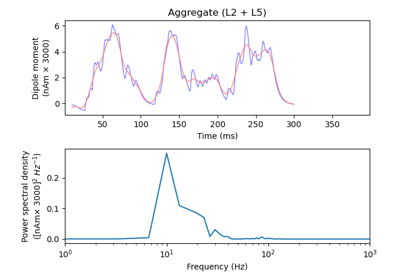 Aggregate (L2 + L5)
Dipole moment
(nAm × 3000)
6
4
2
0
50 100 150 200 250 300 350
Time (ms)
Power spectral density
([nAm× 3000]² Hz⁻¹)
0.2
0.1
0.0
10⁰ 10¹ 10² 10³
Frequency (Hz)